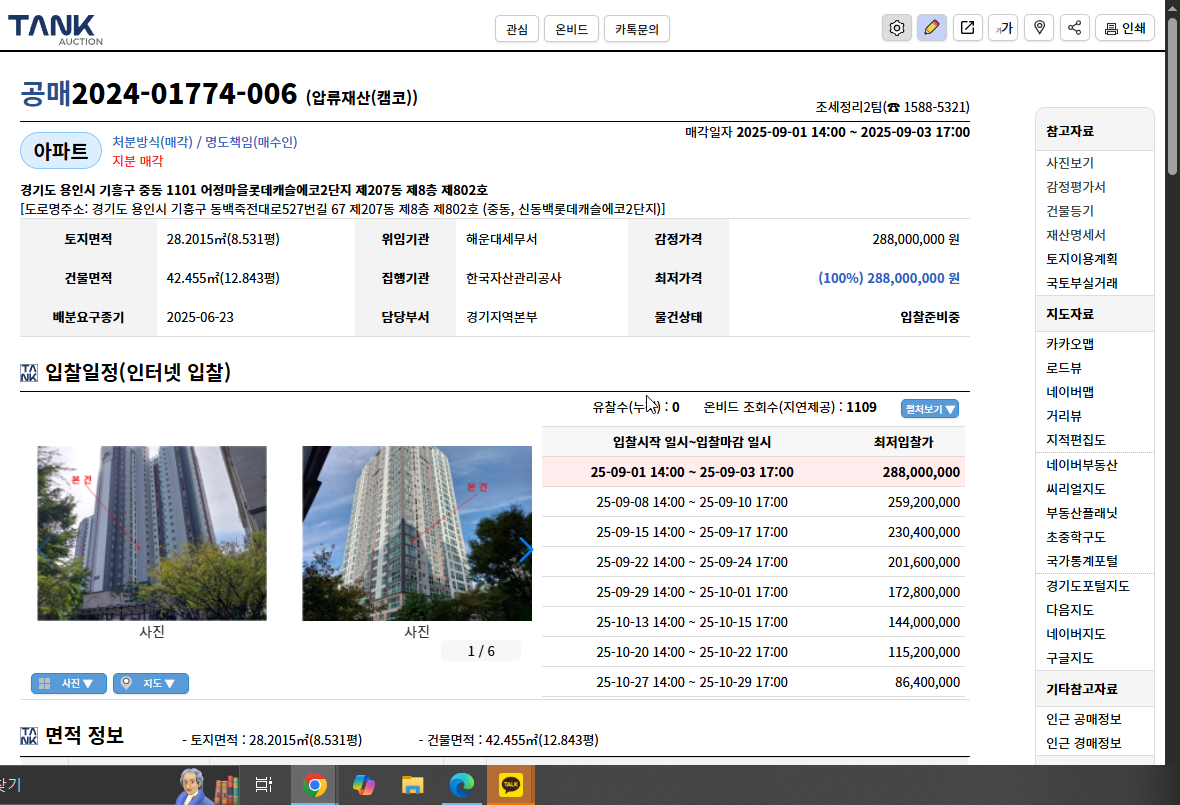 TANK
AUCTION
관심
온비드
카톡문의
가가
인쇄
공매2024-01774-006 (압류재산(캠코))
조세정리2팀(☎ 1588-5321)
매각일자 2025-09-01 14:00 ~ 2025-09-03 17:00
아파트
처분방식(매각) / 명도책임(매수인)
지분 매각
경기도 용인시 기흥구 중동 1101 어정마을롯데캐슬에코2단지 제207동 제8층 제802호
[도로명주소: 경기도 용인시 기흥구 동백죽전대로527번길 67 제207동 제8층 제802호 (중동, 신동백롯데캐슬에코2단지)]
토지면적 28.2015㎡(8.531평) 위임기관 해운대세무서 감정가격 288,000,000 원
건물면적 42.455㎡(12.843평) 집행기관 한국자산관리공사 최저가격 (100%) 288,000,000 원
배분요구종기 2025-06-23 담당부서 경기지역본부 물건상태 입찰준비중
TANK 입찰일정(인터넷 입찰)
유찰수(누) : 0 온비드 조회수(지연제공) : 1109 펼쳐보기▼
입찰시작 일시~입찰마감 일시 최저입찰가
25-09-01 14:00 ~ 25-09-03 17:00 288,000,000
25-09-08 14:00 ~ 25-09-10 17:00 259,200,000
25-09-15 14:00 ~ 25-09-17 17:00 230,400,000
25-09-22 14:00 ~ 25-09-24 17:00 201,600,000
25-09-29 14:00 ~ 25-10-01 17:00 172,800,000
25-10-13 14:00 ~ 25-10-15 17:00 144,000,000
25-10-20 14:00 ~ 25-10-22 17:00 115,200,000
25-10-27 14:00 ~ 25-10-29 17:00 86,400,000
본 건
본 건
사진
사진
1 / 6
사진▼
지도▼
TANK 면적 정보 - 토지면적 : 28.2015㎡(8.531평) - 건물면적 : 42.455㎡(12.843평)
참고자료
사진보기
감정평가서
건물등기
재산명세서
토지이용계획
국토부실거래
지도자료
카카오맵
로드뷰
네이버맵
거리뷰
지적편집도
네이버부동산
씨리얼지도
부동산플래닛
초중학구도
국가통계포털
경기도포털지도
다음지도
네이버지도
구글지도
기타참고자료
인근 공매정보
인근 경매정보
찾기
TALK